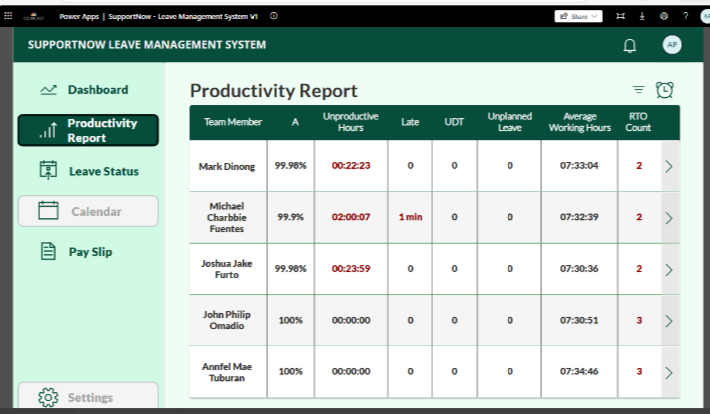 Power Apps | SupportNow - Leave Management System V1
Share
?
SUPPORTNOW LEAVE MANAGEMENT SYSTEM
AP
Dashboard
Productivity
Report
Leave Status
Calendar
Pay Slip
Settings
Productivity Report
Team Member A Unproductive Hours Late UDT Unplanned Leave Average Working Hours RTO Count
Mark Dinong 99.98% 00:22:23 0 0 0 07:33:04 2
Michael Charbbie Fuentes 99.9% 02:00:07 1 min 0 0 07:32:39 2
Joshua Jake Furto 99.98% 00:23:59 0 0 0 07:30:36 2
John Philip Omadio 100% 00:00:00 0 0 0 07:30:51 3
Annfel Mae Tuburan 100% 00:00:00 0 0 0 07:34:46 3